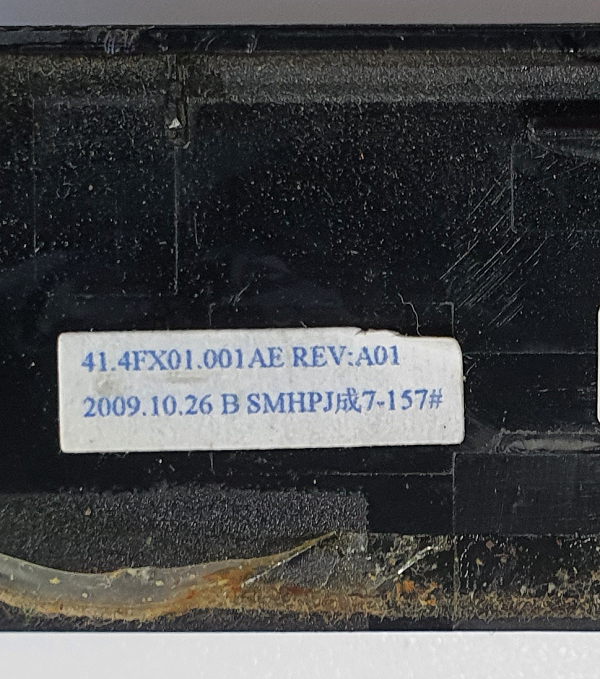 41.4FX01.001AE REV:A01
2009.10.26 B SMHPJ成7-157#